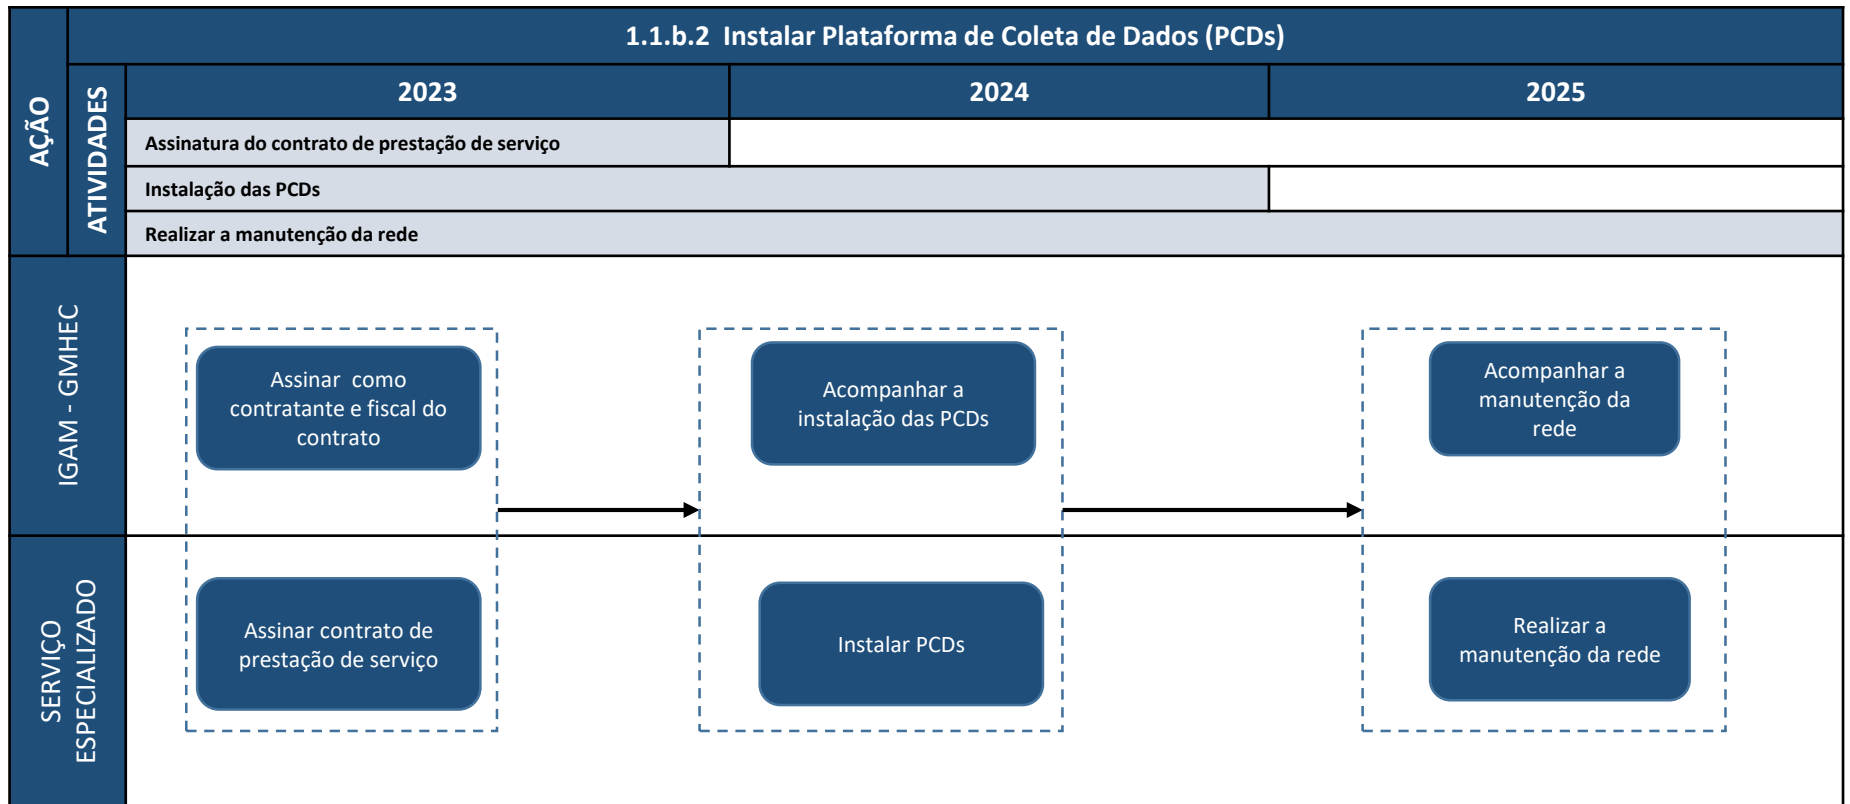 1.1.b.2 Instalar Plataforma de Coleta de Dados (PCDs)
AÇÃO
ATIVIDADES
2023
2024
2025
Assinatura do contrato de prestação de serviço
Instalação das PCDs
Realizar a manutenção da rede
IGAM - GMHEC
Assinar como
contratante e fiscal do
contrato
Acompanhar a
instalação das PCDs
Acompanhar a
manutenção da
rede
SERVIÇO
ESPECIALIZADO
Assinar contrato de
prestação de serviço
Instalar PCDs
Realizar a
manutenção da rede